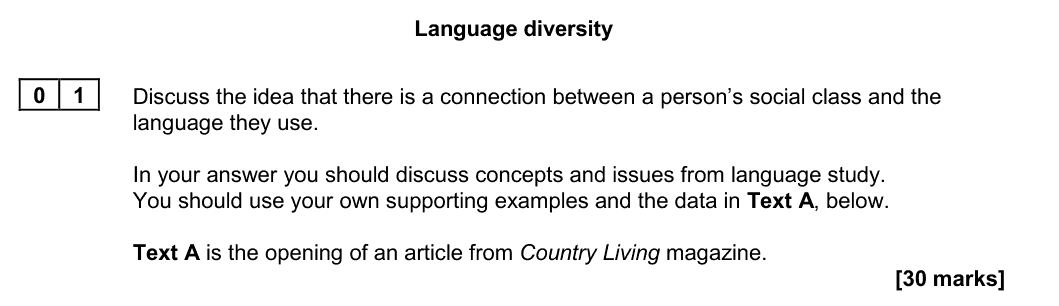 Language diversity
0 1 Discuss the idea that there is a connection between a person's social class and the
language they use.
In your answer you should discuss concepts and issues from language study.
You should use your own supporting examples and the data in Text A, below.
Text A is the opening of an article from Country Living magazine.
[30 marks]